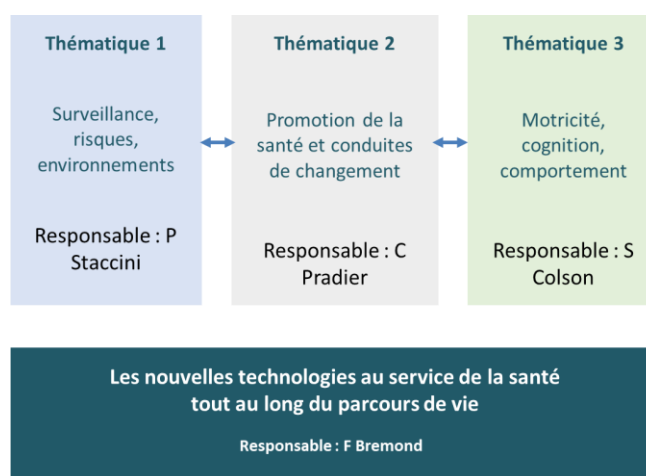 Thématique 1
Surveillance,
risques,
environnements
Responsable : P
Staccini
Thématique 2
Promotion de la
santé et conduites
de changement
Responsable : C
Pradier
Thématique 3
Motricité,
cognition,
comportement
Responsable : S
Colson
Les nouvelles technologies au service de la santé
tout au long du parcours de vie
Responsable : F Bremond